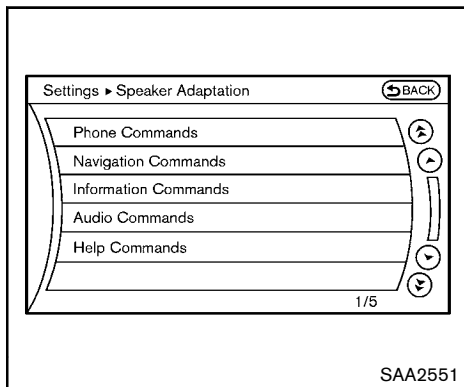 Settings ▸ Speaker Adaptation BACK
Phone Commands
Navigation Commands
Information Commands
Audio Commands
Help Commands
1/5
SAA2551